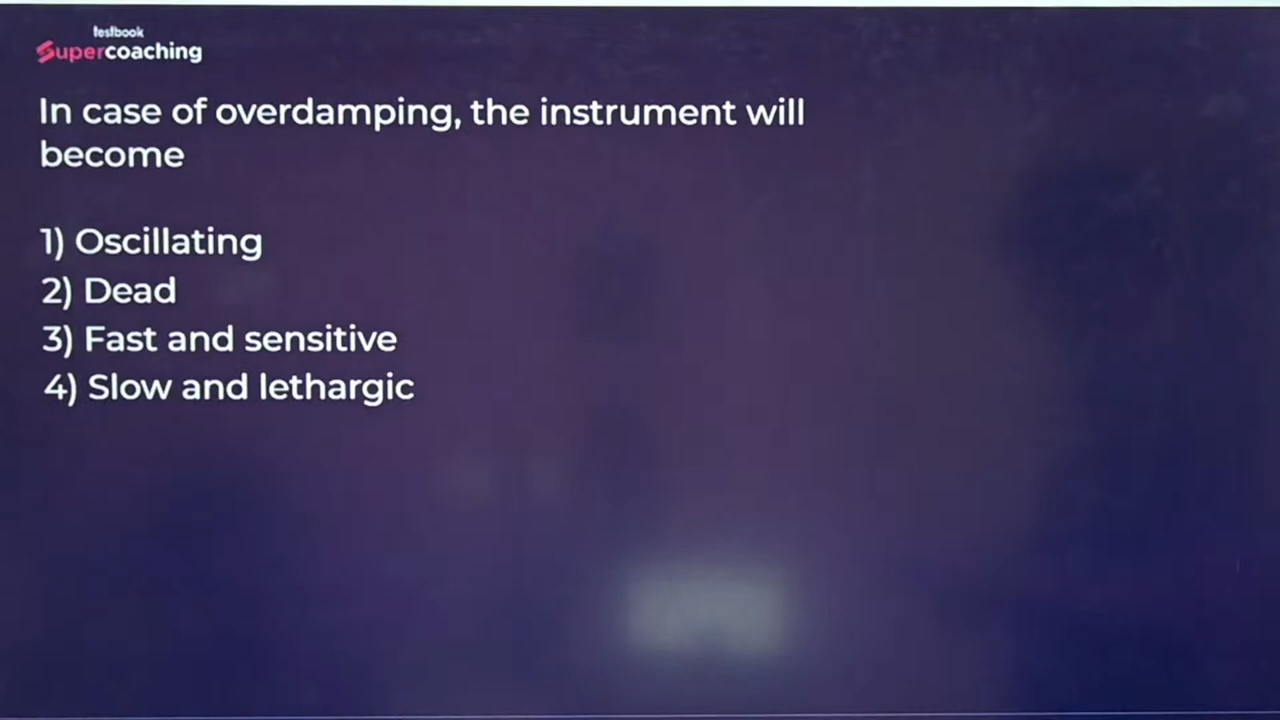 testbook
Supercoaching
In case of overdamping, the instrument will
become
1) Oscillating
2) Dead
3) Fast and sensitive
4) Slow and lethargic